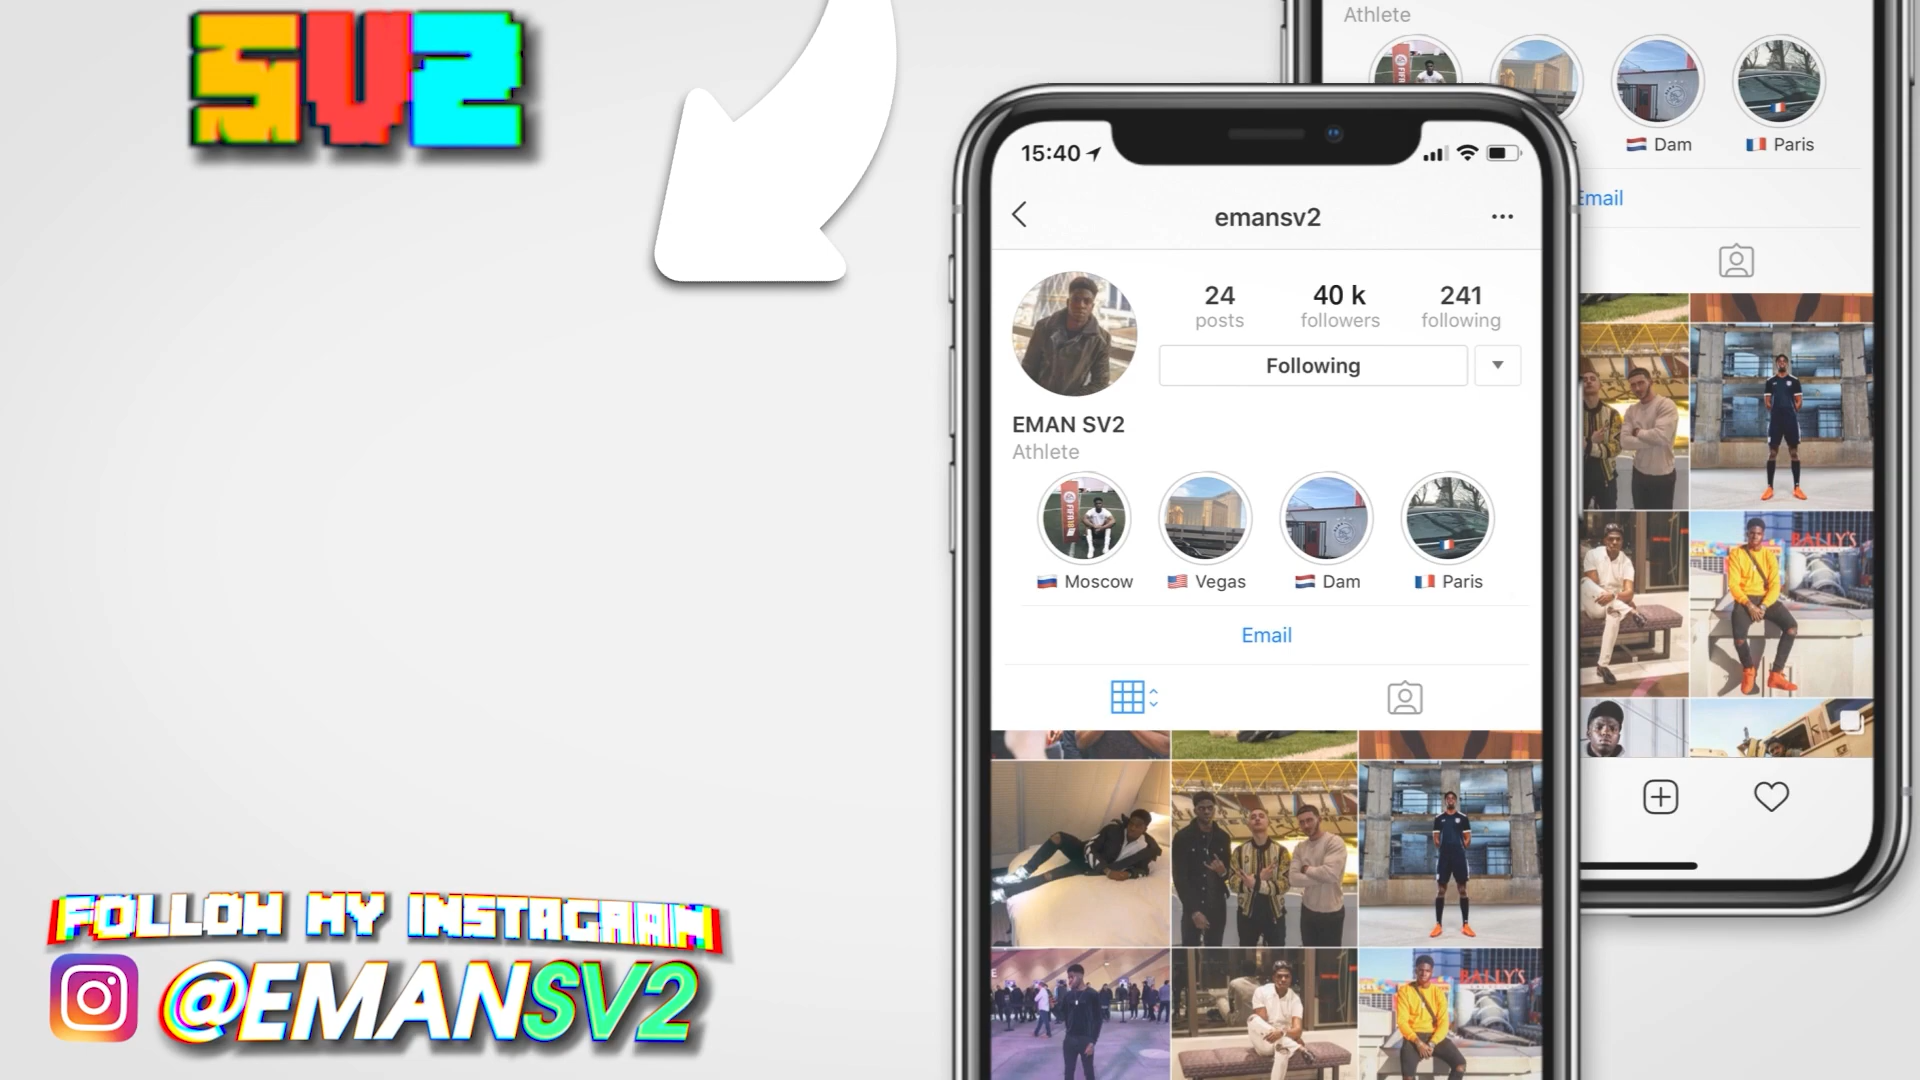 SV2
Athlete
Dam
Paris
Email
15:40
emansv2
24
posts
40 k
followers
241
following
Following
EMAN SV2
Athlete
Moscow
Vegas
Dam
Paris
Email
BALLY'S
BALLY'S
FOLLOW MY INSTAGRAM
@EMANSV2